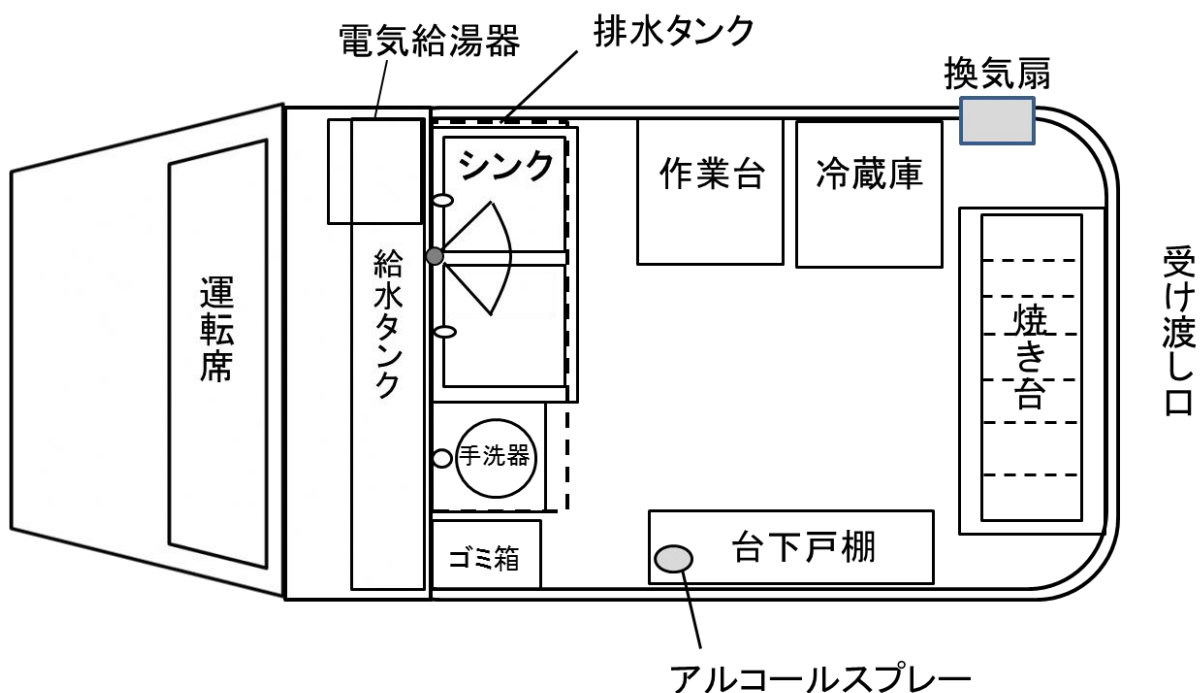 電気給湯器
排水タンク
換気扇
シンク
作業台
冷蔵庫
運転席
給水タンク
焼き台
受け渡し口
手洗器
ゴミ箱
台下戸棚
アルコールスプレー